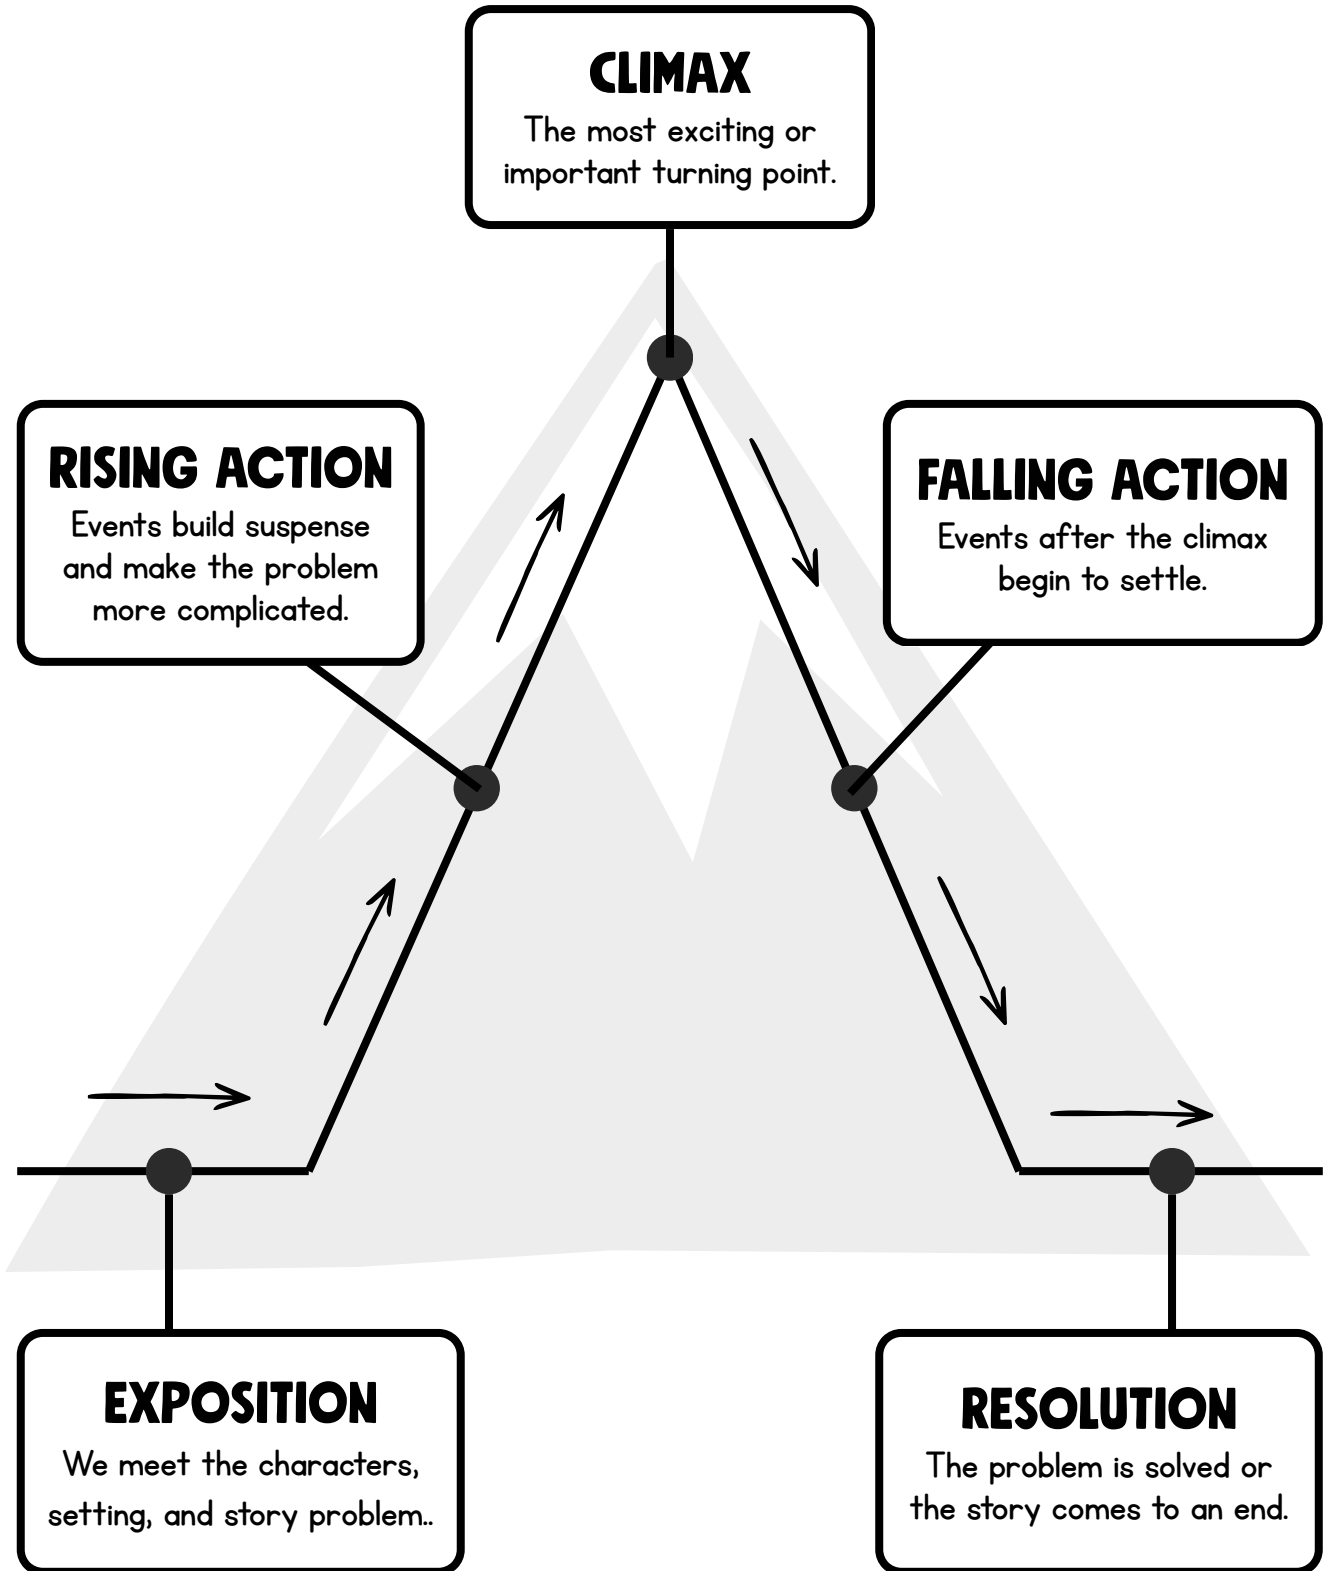 CLIMAX
The most exciting or
important turning point.
RISING ACTION
Events build suspense
and make the problem
more complicated.
FALLING ACTION
Events after the climax
begin to settle.
EXPOSITION
We meet the characters,
setting, and story problem..
RESOLUTION
The problem is solved or
the story comes to an end.